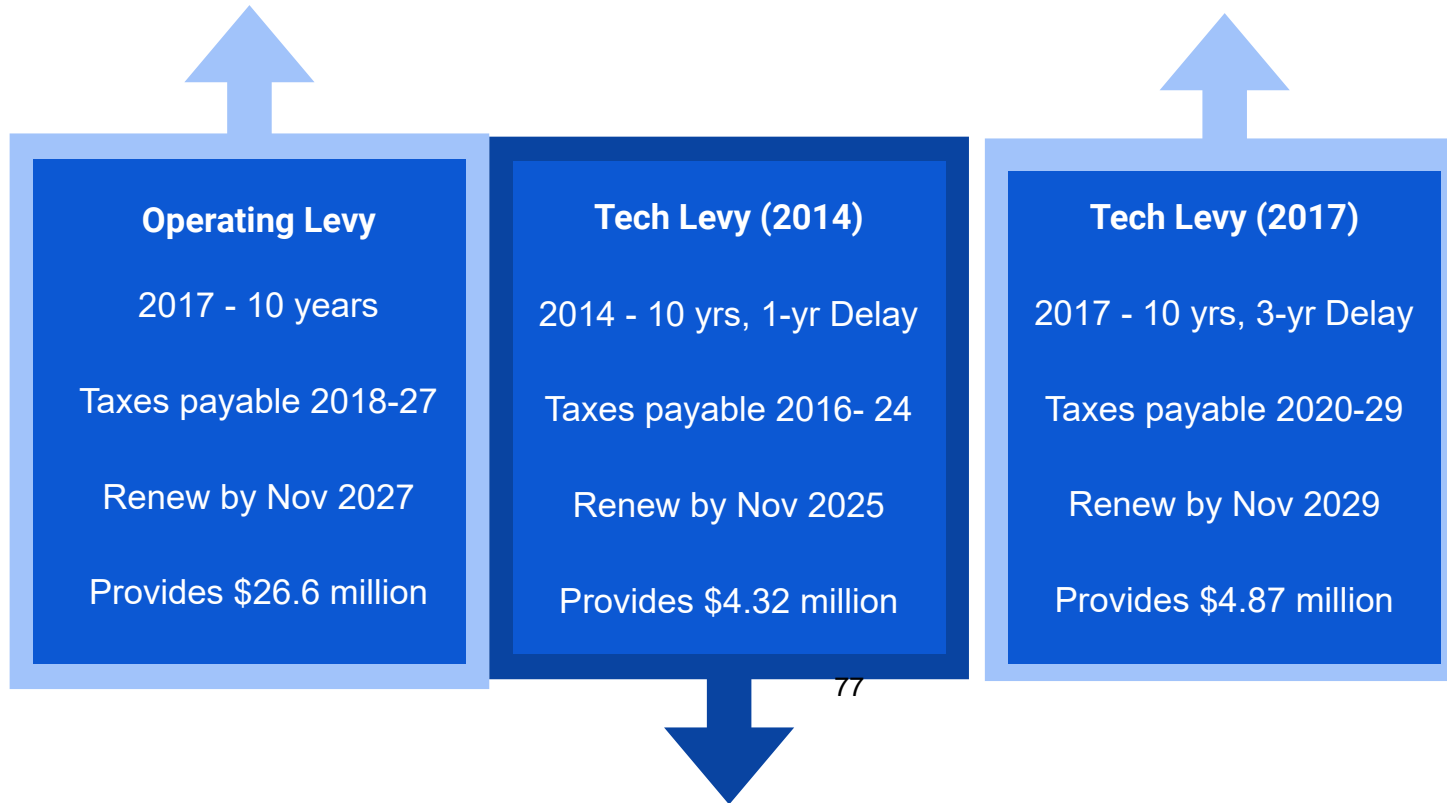 Operating Levy
2017 - 10 years
Taxes payable 2018-27
Renew by Nov 2027
Provides $26.6 million
Tech Levy (2014)
2014 - 10 yrs, 1-yr Delay
Taxes payable 2016- 24
Renew by Nov 2025
Provides $4.32 million
Tech Levy (2017)
2017 - 10 yrs, 3-yr Delay
Taxes payable 2020-29
Renew by Nov 2029
Provides $4.87 million
77